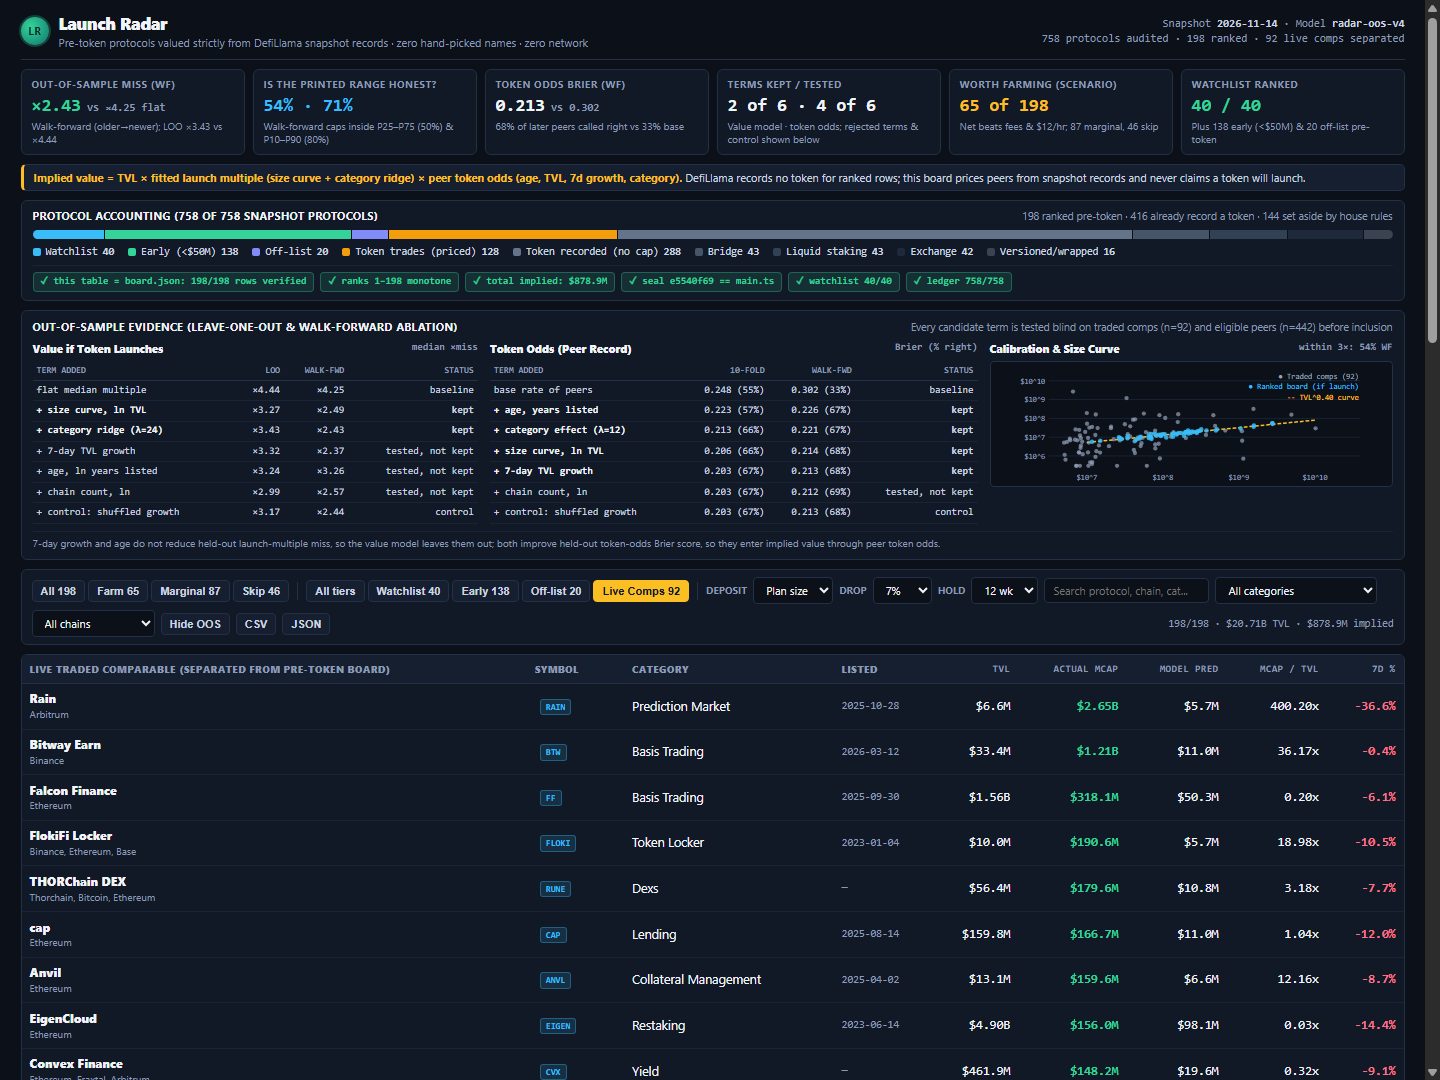 LR
Launch Radar
Pre-token protocols valued strictly from DefiLlama snapshot records · zero hand-picked names · zero network
Snapshot 2026-11-14 · Model radar-oos-v4
758 protocols audited · 198 ranked · 92 live comps separated
OUT-OF-SAMPLE MISS (WF)
×2.43 vs ×4.25 flat
Walk-forward (older→newer); LOO ×3.43 vs
×4.44
IS THE PRINTED RANGE HONEST?
54% · 71%
Walk-forward caps inside P25–P75 (50%) &
P10–P90 (80%)
TOKEN ODDS BRIER (WF)
0.213 vs 0.302
68% of later peers called right vs 33% base
TERMS KEPT / TESTED
2 of 6 · 4 of 6
Value model · token odds; rejected terms &
control shown below
WORTH FARMING (SCENARIO)
65 of 198
Net beats fees & $12/hr; 87 marginal, 46 skip
WATCHLIST RANKED
40 / 40
Plus 138 early (<$50M) & 20 off-list pre-
token
Implied value = TVL × fitted launch multiple (size curve + category ridge) × peer token odds (age, TVL, 7d growth, category). DefiLlama records no token for ranked rows; this board prices peers from snapshot records and never claims a token will launch.
PROTOCOL ACCOUNTING (758 OF 758 SNAPSHOT PROTOCOLS)
198 ranked pre-token · 416 already record a token · 144 set aside by house rules
Watchlist 40 Early (<$50M) 138 Off-list 20 Token trades (priced) 128 Token recorded (no cap) 288 Bridge 43 Liquid staking 43 Exchange 42 Versioned/wrapped 16
✓ this table = board.json: 198/198 rows verified ✓ ranks 1–198 monotone ✓ total implied: $878.9M ✓ seal e5540f69 == main.ts ✓ watchlist 40/40 ✓ ledger 758/758
OUT-OF-SAMPLE EVIDENCE (LEAVE-ONE-OUT & WALK-FORWARD ABLATION)
Every candidate term is tested blind on traded comps (n=92) and eligible peers (n=442) before inclusion
Value if Token Launches median ×miss
TERM ADDED LOO WALK-FWD STATUS
flat median multiple ×4.44 ×4.25 baseline
+ size curve, ln TVL ×3.27 ×2.49 kept
+ category ridge (λ=24) ×3.43 ×2.43 kept
+ 7-day TVL growth ×3.32 ×2.37 tested, not kept
+ age, ln years listed ×3.24 ×3.26 tested, not kept
+ chain count, ln ×2.99 ×2.57 tested, not kept
+ control: shuffled growth ×3.17 ×2.44 control
Token Odds (Peer Record) Brier (% right)
TERM ADDED 10-FOLD WALK-FWD STATUS
base rate of peers 0.248 (55%) 0.302 (33%) baseline
+ age, years listed 0.223 (57%) 0.226 (67%) kept
+ category effect (λ=12) 0.213 (66%) 0.221 (67%) kept
+ size curve, ln TVL 0.206 (66%) 0.214 (68%) kept
+ 7-day TVL growth 0.203 (67%) 0.213 (68%) kept
+ chain count, ln 0.203 (67%) 0.212 (69%) tested, not kept
+ control: shuffled growth 0.203 (67%) 0.213 (68%) control
Calibration & Size Curve within 3×: 54% WF
● Traded comps (92)
● Ranked board (if launch)
-- TVL^0.40 curve
$10^10
$10^9
$10^8
$10^7
$10^6
$10^7 $10^8 $10^9 $10^10
7-day growth and age do not reduce held-out launch-multiple miss, so the value model leaves them out; both improve held-out token-odds Brier score, so they enter implied value through peer token odds.
All 198 Farm 65 Marginal 87 Skip 46 All tiers Watchlist 40 Early 138 Off-list 20 Live Comps 92 DEPOSIT Plan size DROP 7% HOLD 12 wk Search protocol, chain, cat... All categories
All chains Hide OOS CSV JSON 198/198 · $20.71B TVL · $878.9M implied
LIVE TRADED COMPARABLE (SEPARATED FROM PRE-TOKEN BOARD) SYMBOL CATEGORY LISTED TVL ACTUAL MCAP MODEL PRED MCAP / TVL 7D %
Rain RAIN Prediction Market 2025-10-28 $6.6M $2.65B $5.7M 400.20x -36.6%
Arbitrum
Bitway Earn BTW Basis Trading 2026-03-12 $33.4M $1.21B $11.0M 36.17x -0.4%
Binance
Falcon Finance FF Basis Trading 2025-09-30 $1.56B $318.1M $50.3M 0.20x -6.1%
Ethereum
FlokiFi Locker FLOKI Token Locker 2023-01-04 $10.0M $190.6M $5.7M 18.98x -10.5%
Binance, Ethereum, Base
THORChain DEX RUNE Dexs — $56.4M $179.6M $10.8M 3.18x -7.7%
Thorchain, Bitcoin, Ethereum
cap CAP Lending 2025-08-14 $159.8M $166.7M $11.0M 1.04x -12.0%
Ethereum
Anvil ANVL Collateral Management 2025-04-02 $13.1M $159.6M $6.6M 12.16x -8.7%
Ethereum
EigenCloud EIGEN Restaking 2023-06-14 $4.90B $156.0M $98.1M 0.03x -14.4%
Ethereum
Convex Finance CVX Yield — $461.9M $148.2M $19.6M 0.32x -9.1%
Ethereum, Fraxtal, Arbitrum